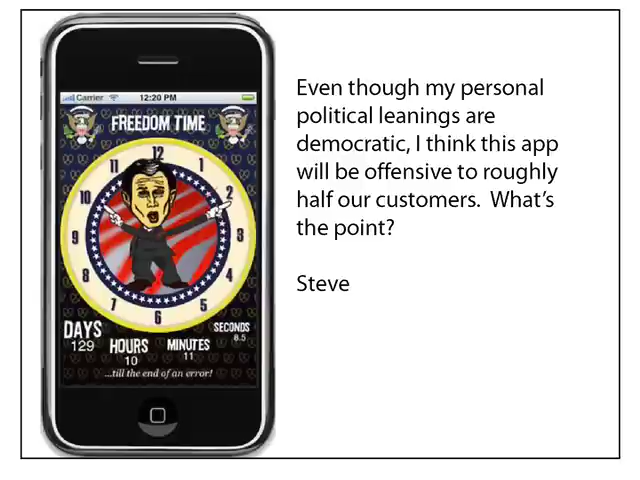 Carrier 12:20 PM
FREEDOM TIME
12
11 1
10 2
9 3
8 4
7 5
6
DAYS
129
HOURS
10
MINUTES
11
SECONDS
8.5
...till the end of an error!
Even though my personal
political leanings are
democratic, I think this app
will be offensive to roughly
half our customers.  What's
the point?
Steve